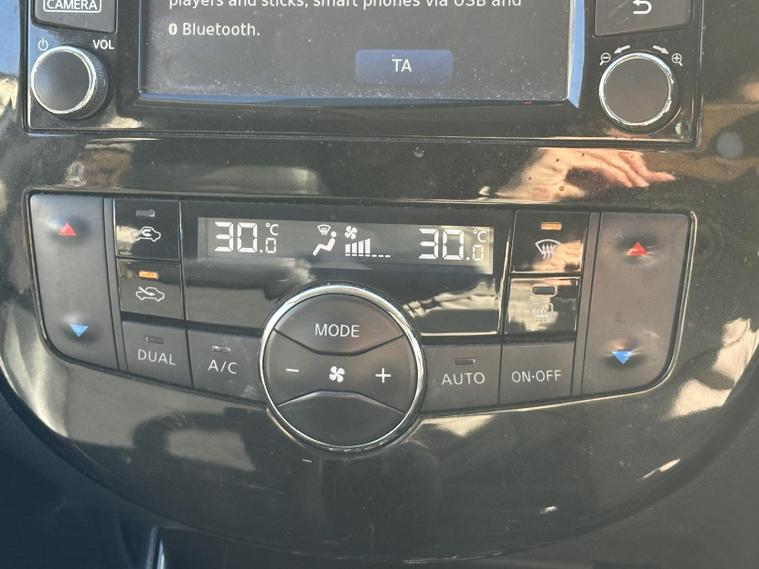 CAMERA
players and sticks, smart phones via USB and
Bluetooth.
VOL
TA
30.0 °C
30.0 °C
MODE
DUAL
A/C
AUTO
ON·OFF
− +